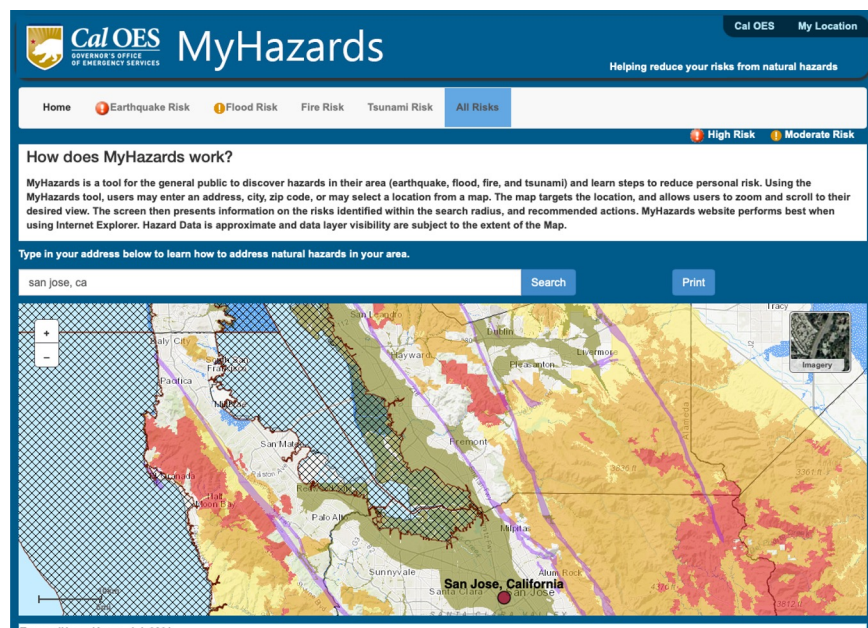 Cal OES My Location
Cal OES
GOVERNOR'S OFFICE
OF EMERGENCY SERVICES
MyHazards
Helping reduce your risks from natural hazards
Home Earthquake Risk Flood Risk Fire Risk Tsunami Risk All Risks
High Risk Moderate Risk
How does MyHazards work?
MyHazards is a tool for the general public to discover hazards in their area (earthquake, flood, fire, and tsunami) and learn steps to reduce personal risk. Using the
MyHazards tool, users may enter an address, city, zip code, or may select a location from a map. The map targets the location, and allows users to zoom and scroll to their
desired view. The screen then presents information on the risks identified within the search radius, and recommended actions. MyHazards website performs best when
using Internet Explorer. Hazard Data is approximate and data layer visibility are subject to the extent of the Map.
Type in your address below to learn how to address natural hazards in your area.
san jose, ca Search Print
+
–
Imagery
Tracy
San Leandro
Daly City
Dublin
580
Livermore
Hayward
Pleasanton
Pacifica
Fremont
Ralston Ave
Half
Moon Bay
Palo Alto
Sunnyvale
Alum Rock
San Jose, California
Santa Clara San Jose
10km